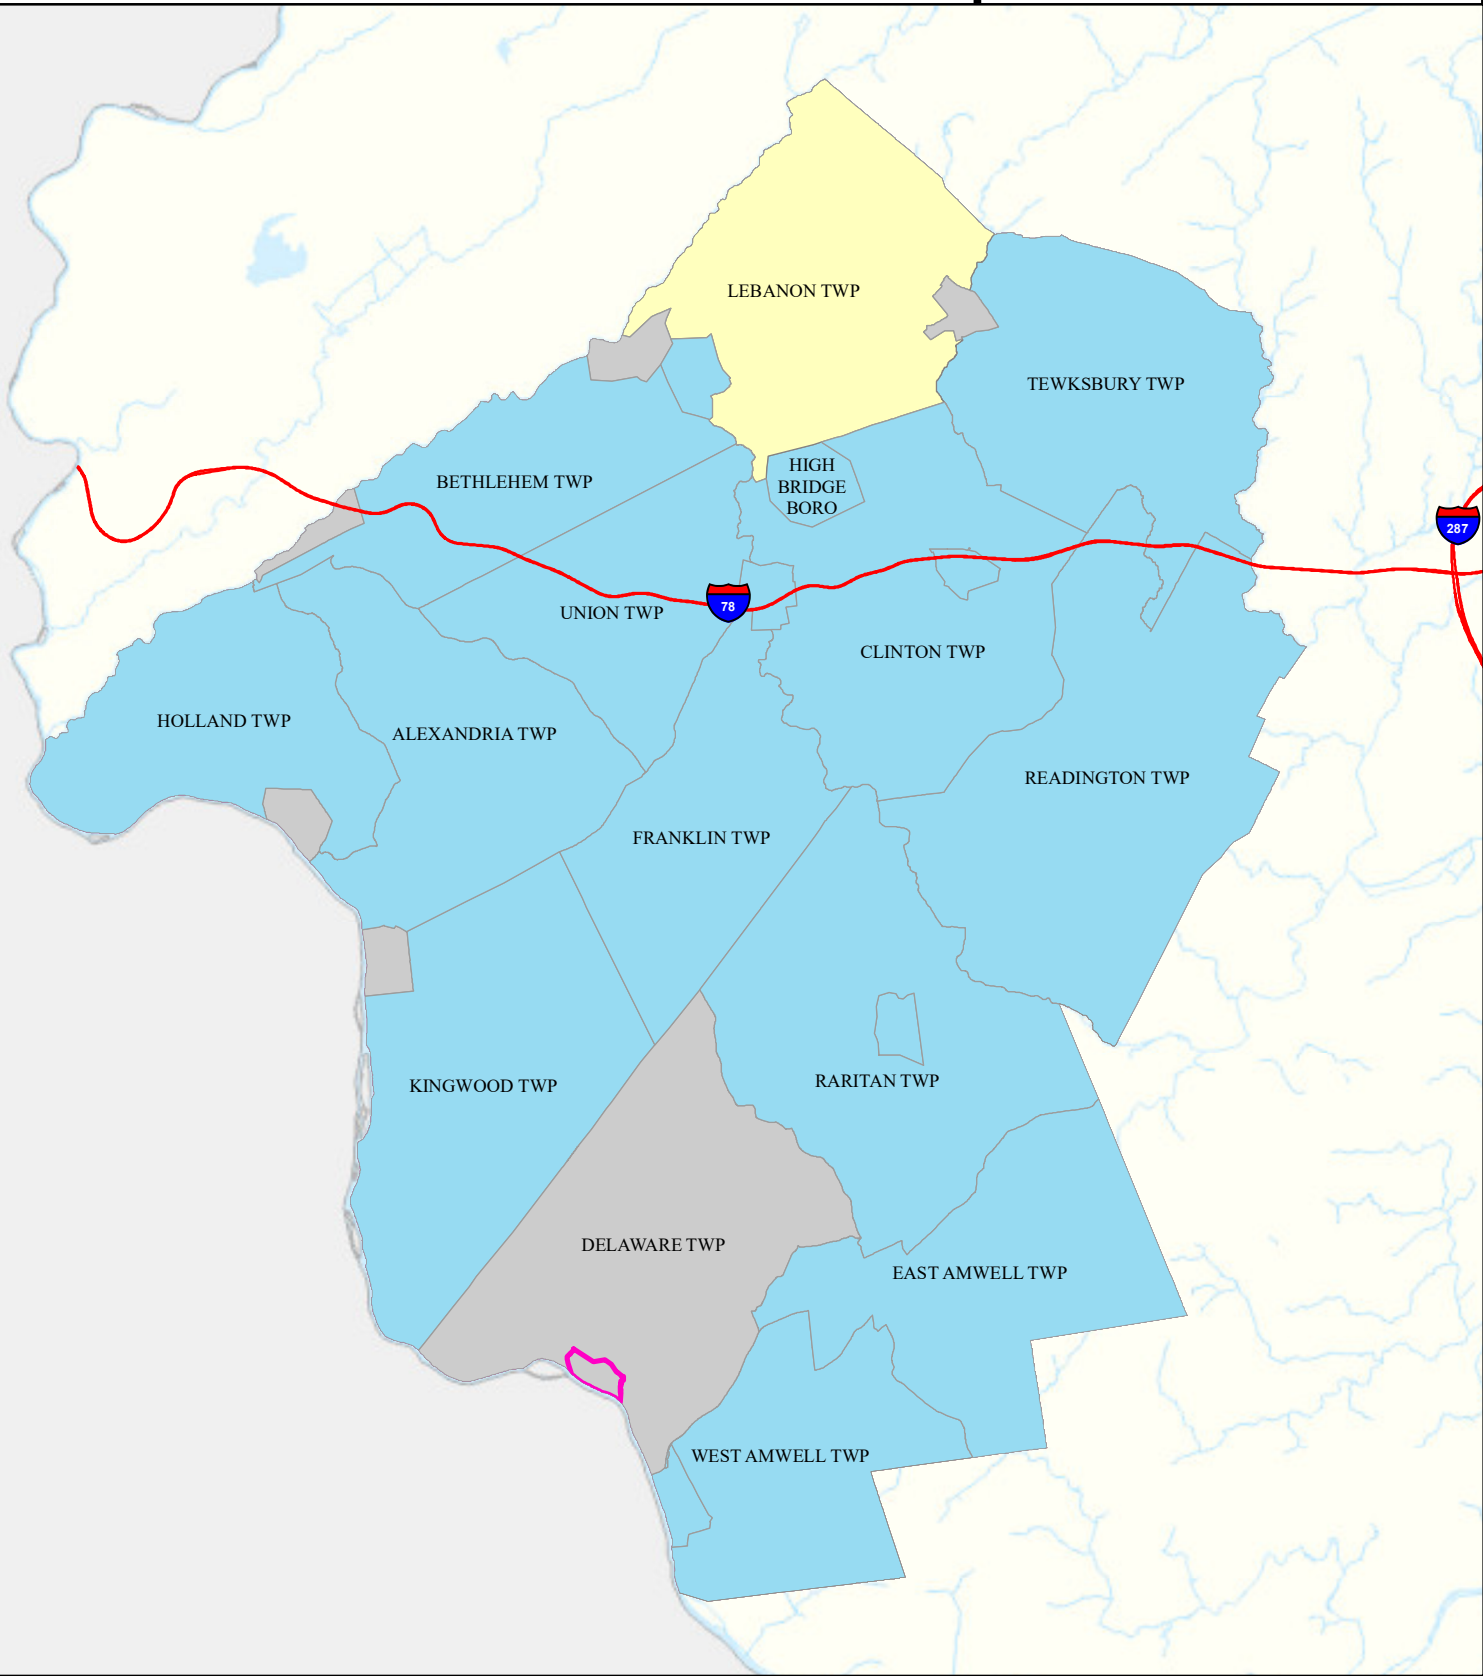 LEBANON TWP
TEWKSBURY TWP
HIGH
BRIDGE
BORO
BETHLEHEM TWP
287
78
UNION TWP
CLINTON TWP
HOLLAND TWP
ALEXANDRIA TWP
READINGTON TWP
FRANKLIN TWP
RARITAN TWP
KINGWOOD TWP
DELAWARE TWP
EAST AMWELL TWP
WEST AMWELL TWP